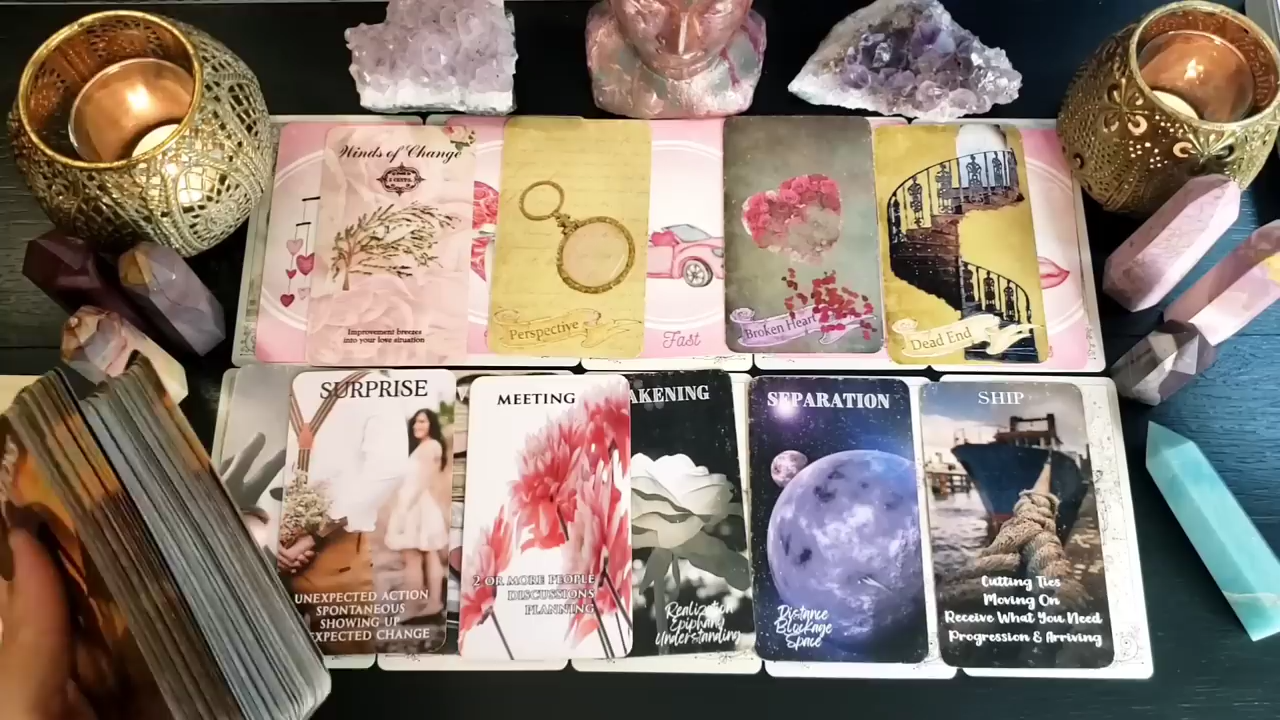 Winds of Change
Improvement breezes
into your love situation
Perspective
Fast
Broken Heart
Dead End
SURPRISE
UNEXPECTED ACTION
SPONTANEOUS
SHOWING UP
EXPECTED CHANGE
MEETING
2 OR MORE PEOPLE
DISCUSSIONS
PLANNING
AKENING
Realization
Epiphany
Understanding
SEPARATION
Distance
Blockage
Space
SHIP
Cutting Ties
Moving On
Receive What You Need
Progression & Arriving